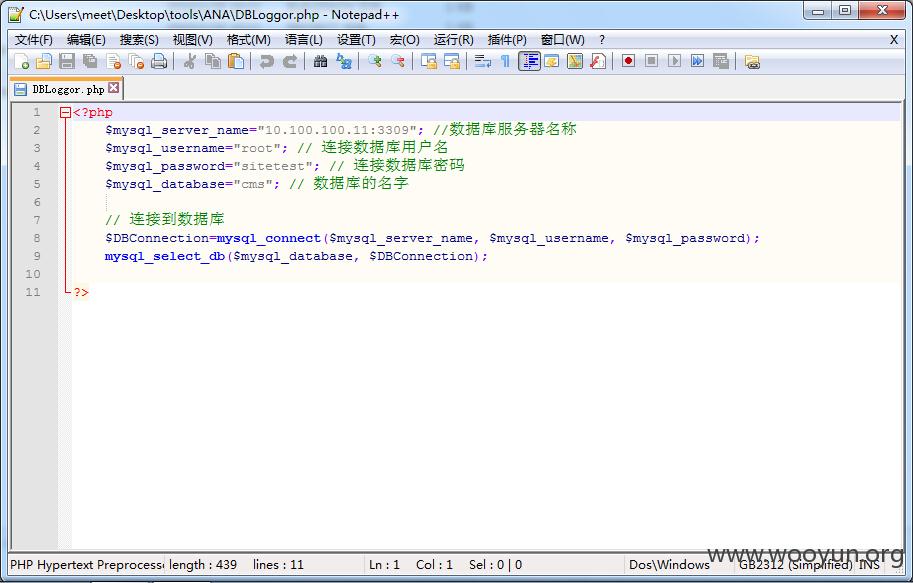 C:\Users\meet\Desktop\tools\ANA\DBLoggor.php - Notepad++
文件(F) 编辑(E) 搜索(S) 视图(V) 格式(M) 语言(L) 设置(T) 宏(O) 运行(R) 插件(P) 窗口(W) ? X
DBLoggor.php
1 <?php
2 $mysql_server_name="10.100.100.11:3309"; //数据库服务器名称
3 $mysql_username="root"; // 连接数据库用户名
4 $mysql_password="sitetest"; // 连接数据库密码
5 $mysql_database="cms"; // 数据库的名字
6
7 // 连接到数据库
8 $DBConnection=mysql_connect($mysql_server_name, $mysql_username, $mysql_password);
9 mysql_select_db($mysql_database, $DBConnection);
10
11 ?>
www.wooyun.org
PHP Hypertext Preprocesse length : 439 lines : 11 Ln : 1 Col : 1 Sel : 0 | 0 Dos\Windows GB2312 (Simplified) INS